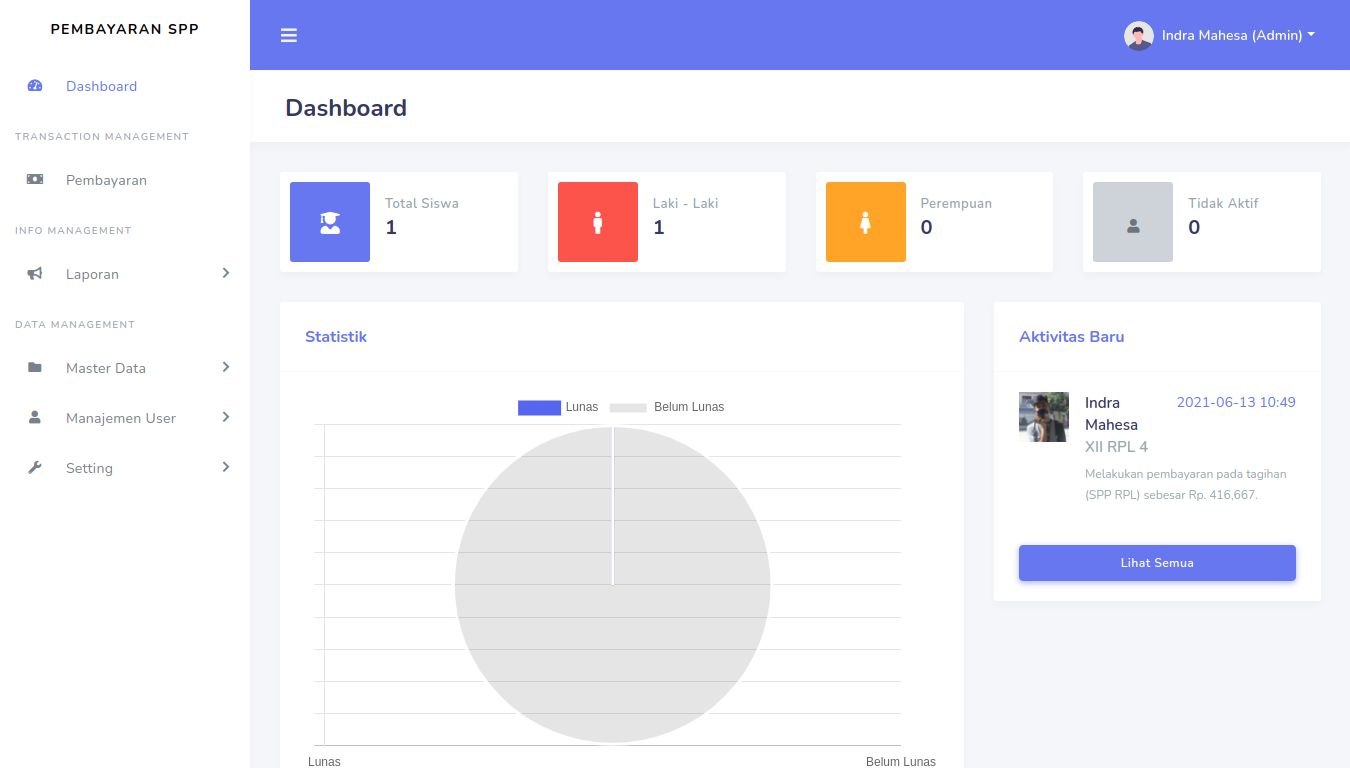 PEMBAYARAN SPP
Dashboard
TRANSACTION MANAGEMENT
Pembayaran
INFO MANAGEMENT
Laporan
DATA MANAGEMENT
Master Data
Manajemen User
Setting
Indra Mahesa (Admin)
Dashboard
Total Siswa
1
Laki - Laki
1
Perempuan
0
Tidak Aktif
0
Statistik
Lunas
Belum Lunas
Lunas
Belum Lunas
Aktivitas Baru
Indra
Mahesa
2021-06-13 10:49
XII RPL 4
Melakukan pembayaran pada tagihan
(SPP RPL) sebesar Rp. 416,667.
Lihat Semua